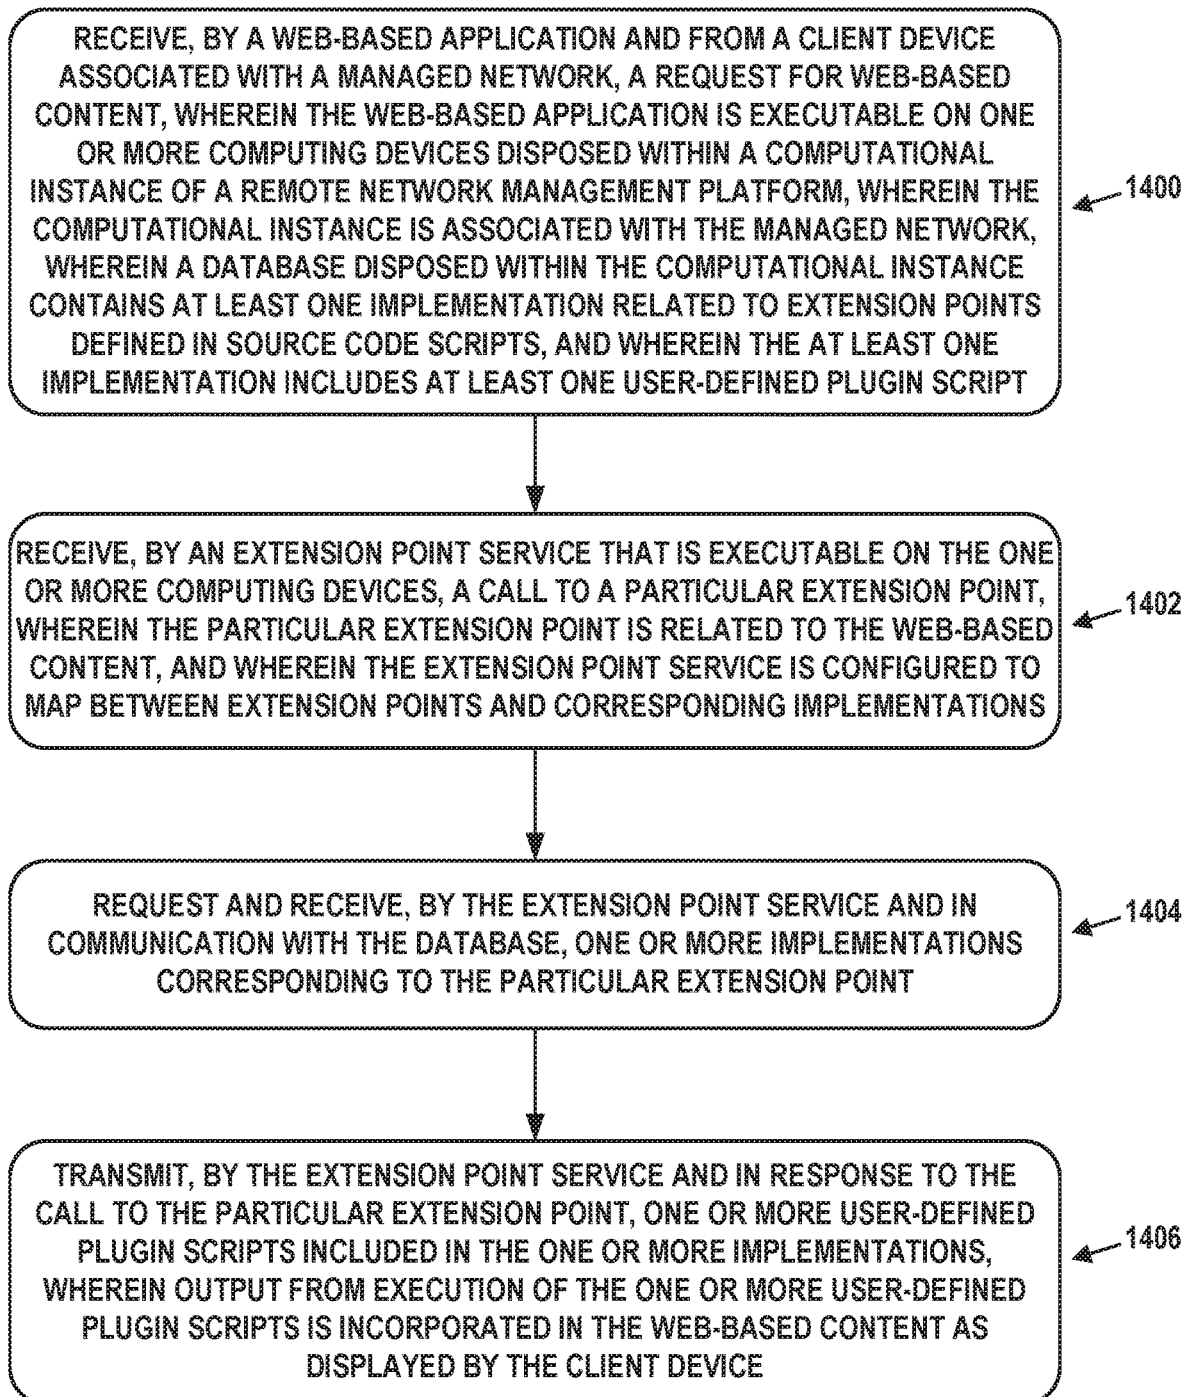 RECEIVE, BY A WEB-BASED APPLICATION AND FROM A CLIENT DEVICE
ASSOCIATED WITH A MANAGED NETWORK, A REQUEST FOR WEB-BASED
CONTENT, WHEREIN THE WEB-BASED APPLICATION IS EXECUTABLE ON ONE
OR MORE COMPUTING DEVICES DISPOSED WITHIN A COMPUTATIONAL
INSTANCE OF A REMOTE NETWORK MANAGEMENT PLATFORM, WHEREIN THE
COMPUTATIONAL INSTANCE IS ASSOCIATED WITH THE MANAGED NETWORK,
WHEREIN A DATABASE DISPOSED WITHIN THE COMPUTATIONAL INSTANCE
CONTAINS AT LEAST ONE IMPLEMENTATION RELATED TO EXTENSION POINTS
DEFINED IN SOURCE CODE SCRIPTS, AND WHEREIN THE AT LEAST ONE
IMPLEMENTATION INCLUDES AT LEAST ONE USER-DEFINED PLUGIN SCRIPT
1400
RECEIVE, BY AN EXTENSION POINT SERVICE THAT IS EXECUTABLE ON THE ONE
OR MORE COMPUTING DEVICES, A CALL TO A PARTICULAR EXTENSION POINT,
WHEREIN THE PARTICULAR EXTENSION POINT IS RELATED TO THE WEB-BASED
CONTENT, AND WHEREIN THE EXTENSION POINT SERVICE IS CONFIGURED TO
MAP BETWEEN EXTENSION POINTS AND CORRESPONDING IMPLEMENTATIONS
1402
REQUEST AND RECEIVE, BY THE EXTENSION POINT SERVICE AND IN
COMMUNICATION WITH THE DATABASE, ONE OR MORE IMPLEMENTATIONS
CORRESPONDING TO THE PARTICULAR EXTENSION POINT
1404
TRANSMIT, BY THE EXTENSION POINT SERVICE AND IN RESPONSE TO THE
CALL TO THE PARTICULAR EXTENSION POINT, ONE OR MORE USER-DEFINED
PLUGIN SCRIPTS INCLUDED IN THE ONE OR MORE IMPLEMENTATIONS,
WHEREIN OUTPUT FROM EXECUTION OF THE ONE OR MORE USER-DEFINED
PLUGIN SCRIPTS IS INCORPORATED IN THE WEB-BASED CONTENT AS
DISPLAYED BY THE CLIENT DEVICE
1406